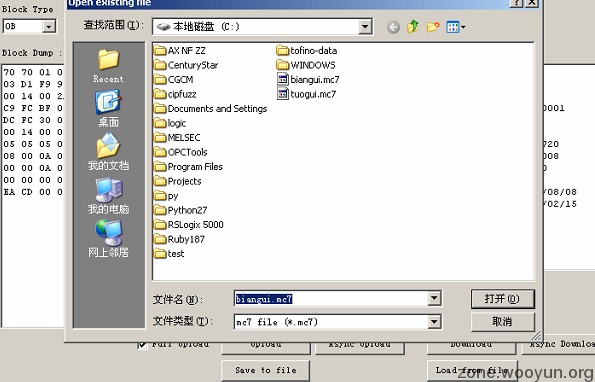 Open existing file
Block Type
OB
查找范围(I):
本地磁盘 (C:)
Block Dump :
70 70 01 0
03 D1 F9 9
00 14 00 2
C9 FC BF 0
DC FC 30 0
00 14 00 0
05 05 05 0
08 00 0A 0
00 00 0A 0
00 00 00 0
EA CD 00 0
Recent
桌面
我的文档
我的电脑
网上邻居
AX NF ZZ
CenturyStar
CGCM
cipfuzz
Documents and Settings
logic
MELSEC
OPCTools
Program Files
Projects
py
Python27
RSLogix 5000
Ruby187
test
tofino-data
WINDOWS
biangui.mc7
tuogui.mc7
0001
720
08
/08/08
/02/15
文件名(N):
biangui.mc7
打开(O)
文件类型(T):
mc7 file (*.mc7)
取消
Full Upload
Upload
Async Upload
Download
Async Downloa
Save to file
Load from file
zone.wooyun.org